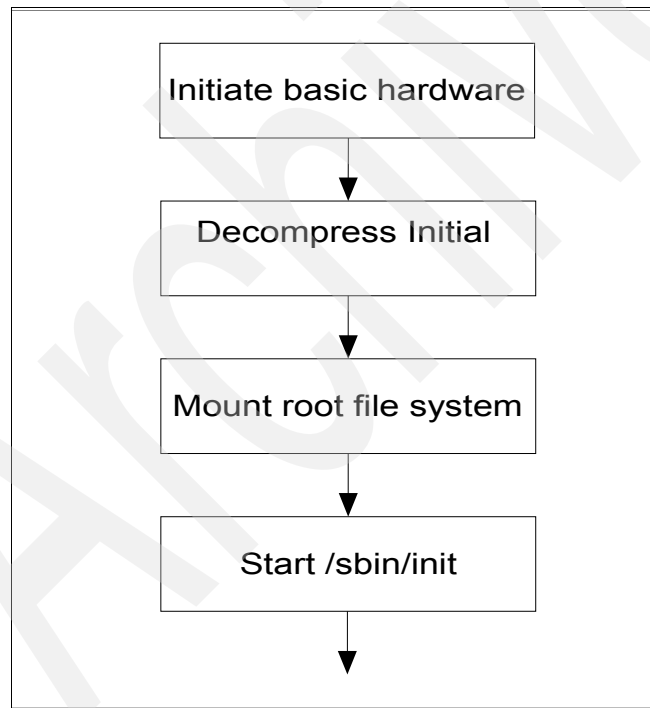 Initiate basic hardware
Decompress Initial
Mount root file system
Start /sbin/init